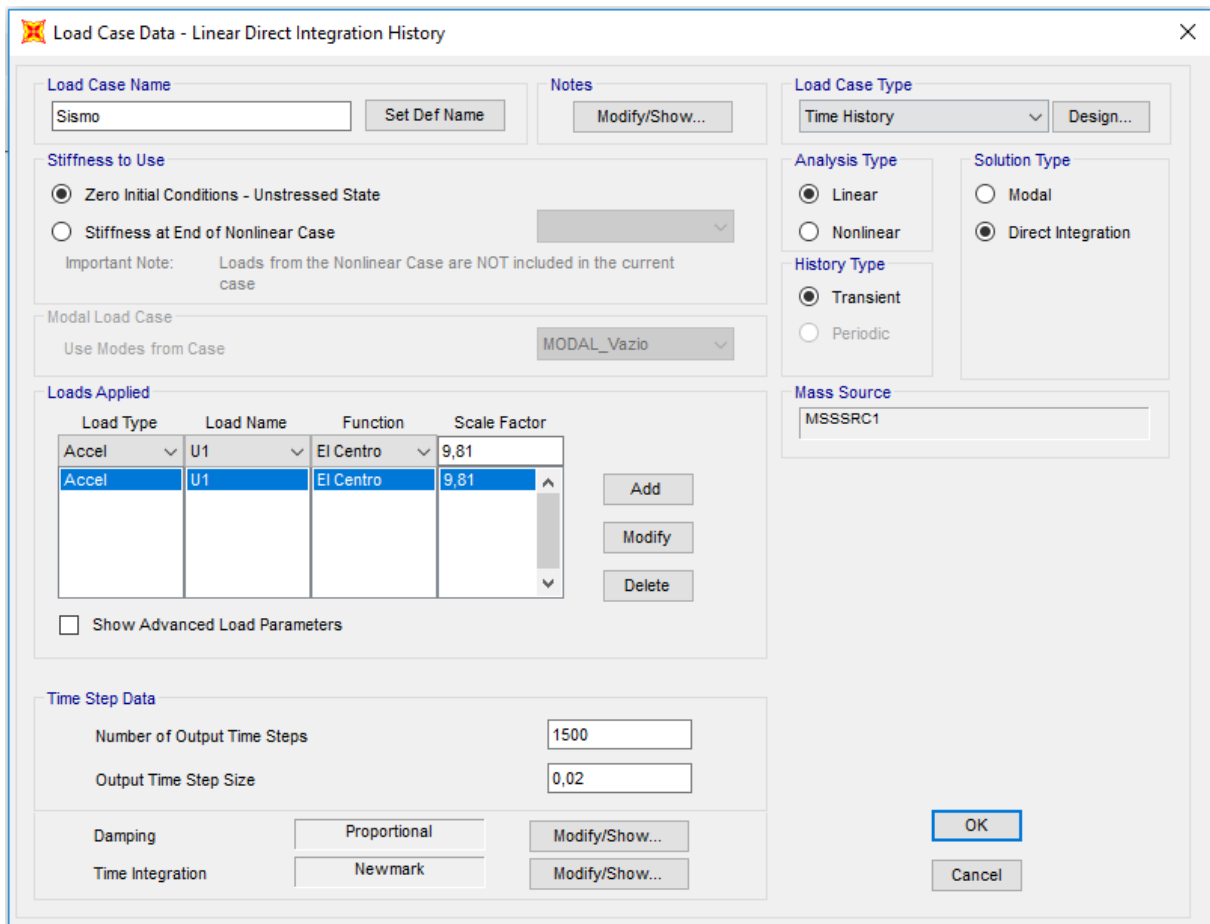 Load Case Data - Linear Direct Integration History
Load Case Name
Sismo
Set Def Name
Notes
Modify/Show...
Load Case Type
Time History
Design...
Stiffness to Use
Zero Initial Conditions - Unstressed State
Stiffness at End of Nonlinear Case
Important Note: Loads from the Nonlinear Case are NOT included in the current
case
Analysis Type
Linear
Nonlinear
Solution Type
Modal
Direct Integration
History Type
Transient
Periodic
Modal Load Case
Use Modes from Case
MODAL_Vazio
Loads Applied
Load Type Load Name Function Scale Factor
Accel U1 El Centro 9,81
Accel U1 El Centro 9,81
Add
Modify
Delete
Show Advanced Load Parameters
Mass Source
MSSSRC1
Time Step Data
Number of Output Time Steps 1500
Output Time Step Size 0,02
Damping Proportional Modify/Show...
Time Integration Newmark Modify/Show...
OK
Cancel